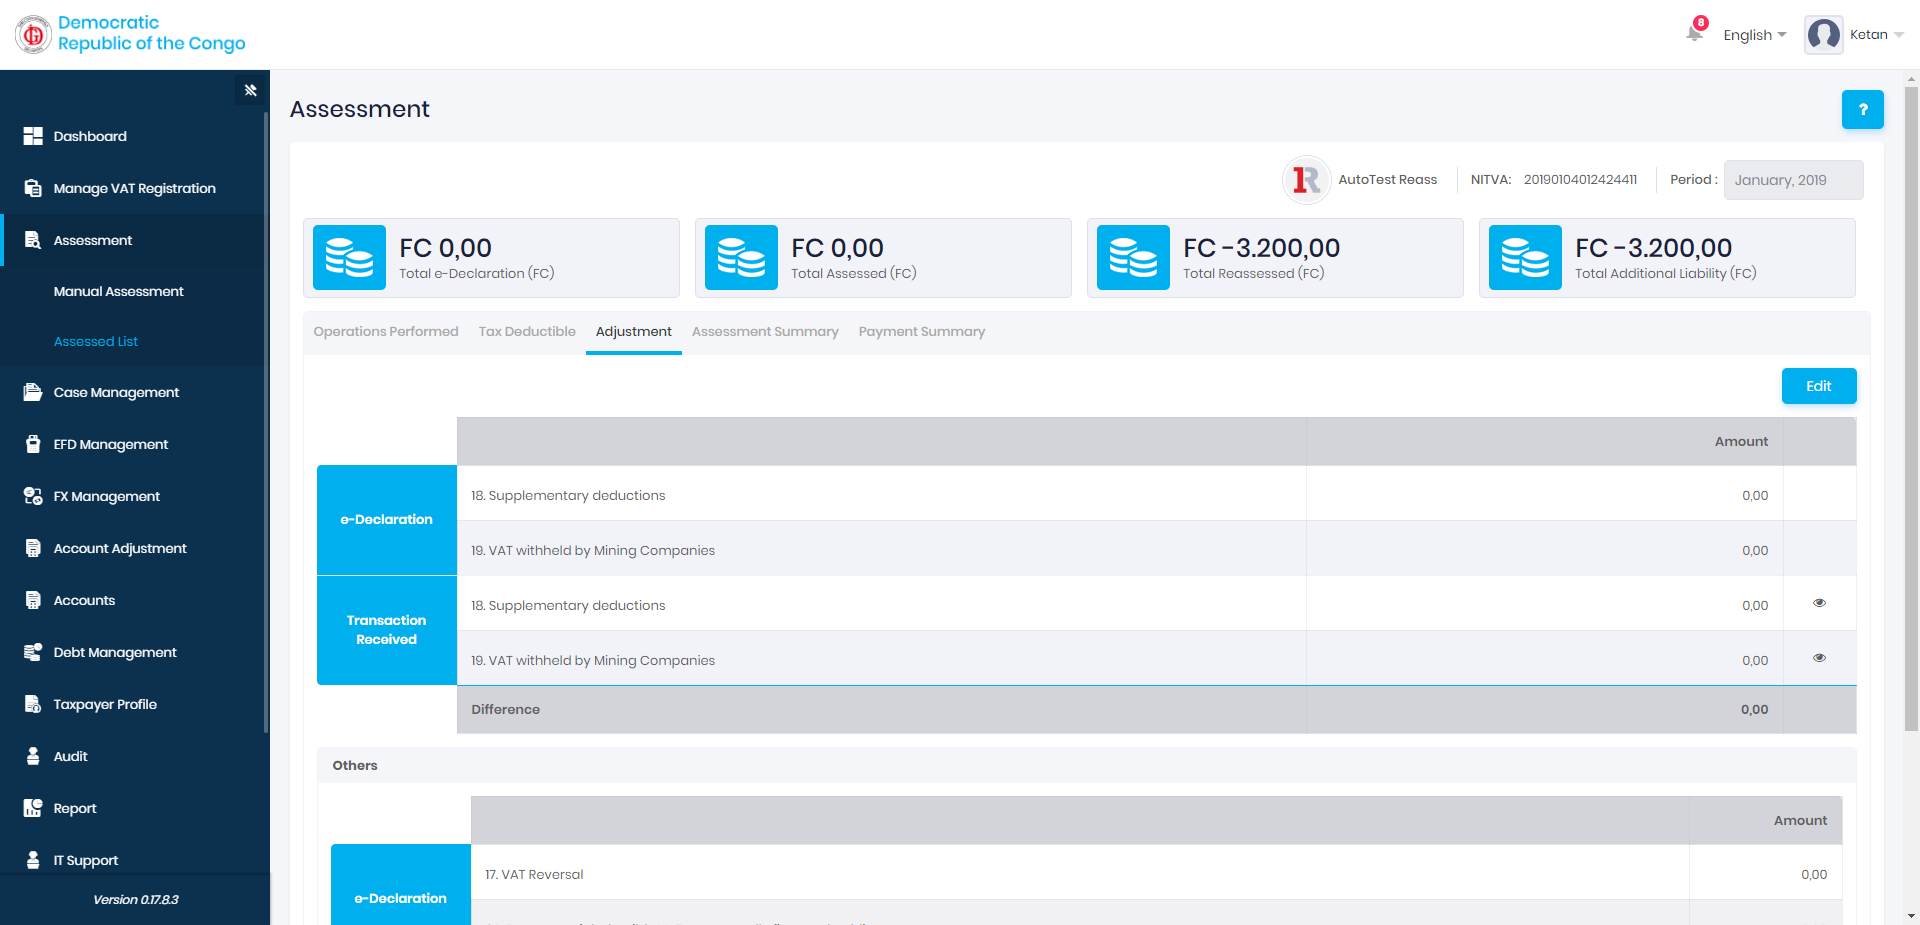 Democratic
Republic of the Congo
8
English
Ketan
Assessment
?
Dashboard
Manage VAT Registration
Assessment
Manual Assessment
Assessed List
Case Management
EFD Management
FX Management
Account Adjustment
Accounts
Debt Management
Taxpayer Profile
Audit
Report
IT Support
Version 0.17.8.3
AutoTest Reass
NITVA: 20190104012424411
Period : January, 2019
FC 0,00
Total e-Declaration (FC)
FC 0,00
Total Assessed (FC)
FC -3.200,00
Total Reassessed (FC)
FC -3.200,00
Total Additional Liability (FC)
Operations Performed Tax Deductible Adjustment Assessment Summary Payment Summary
Edit
Amount
e-Declaration
18. Supplementary deductions 0,00
19. VAT withheld by Mining Companies 0,00
Transaction
Received
18. Supplementary deductions 0,00
19. VAT withheld by Mining Companies 0,00
Difference 0,00
Others
Amount
e-Declaration
17. VAT Reversal 0,00